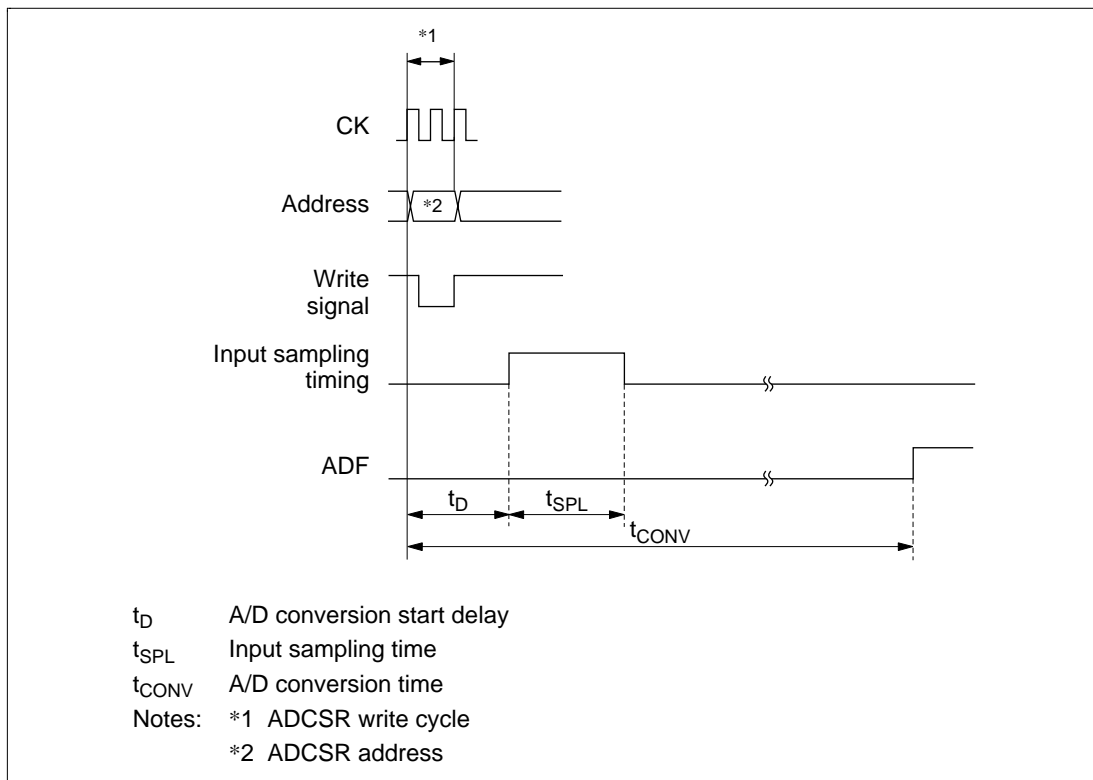 *1
CK
Address
*2
Write
signal
Input sampling
timing
ADF
tD
tSPL
tCONV
tD A/D conversion start delay
tSPL Input sampling time
tCONV A/D conversion time
Notes: *1 ADCSR write cycle
*2 ADCSR address